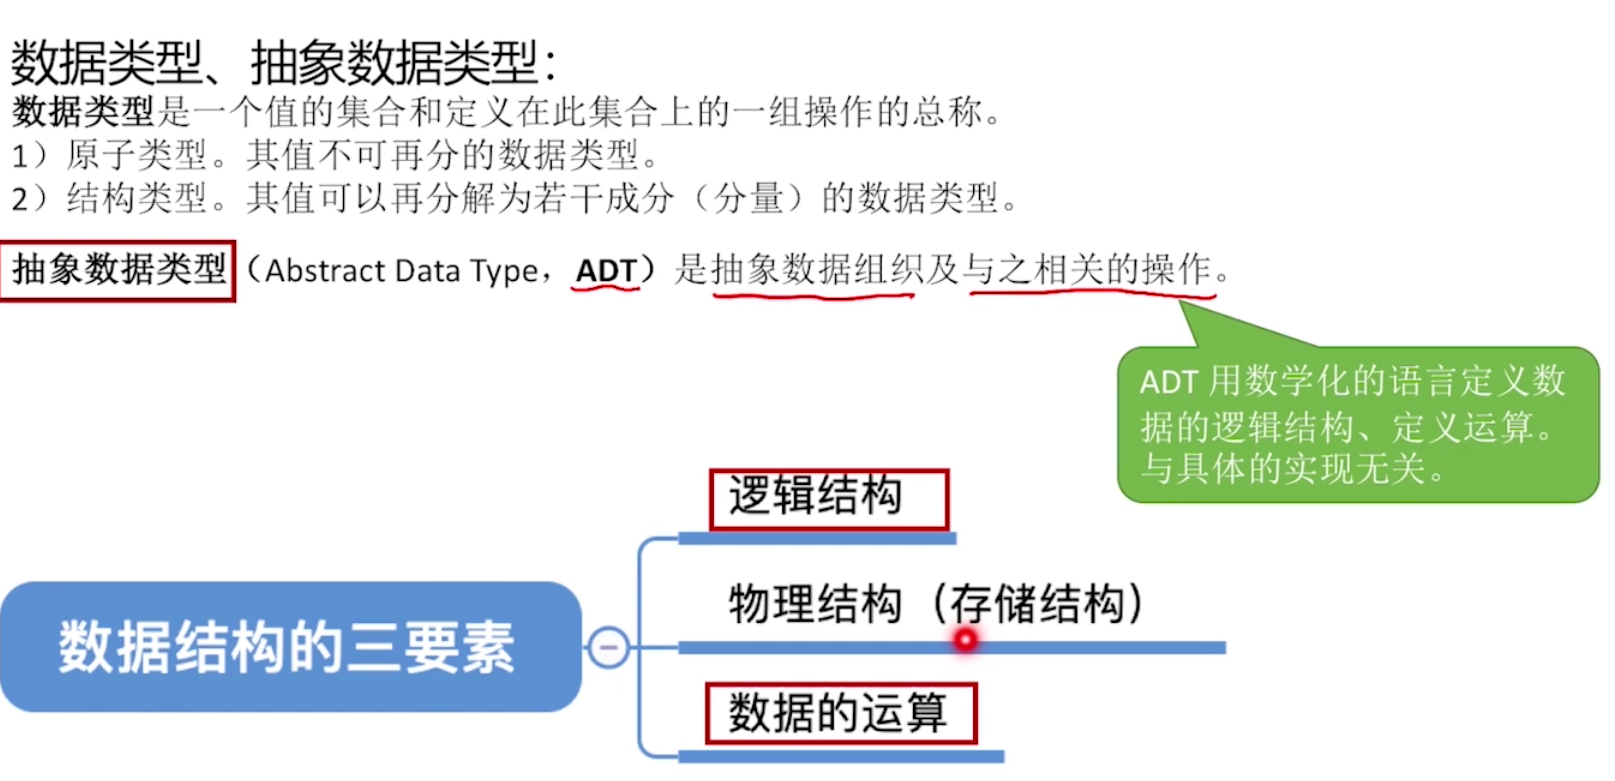 数据类型、抽象数据类型：
数据类型是一个值的集合和定义在此集合上的一组操作的总称。
1）原子类型。其值不可再分的数据类型。
2）结构类型。其值可以再分解为若干成分（分量）的数据类型。
抽象数据类型（Abstract Data Type，ADT）是抽象数据组织及与之相关的操作。
ADT 用数学化的语言定义数
据的逻辑结构、定义运算。
与具体的实现无关。
数据结构的三要素
逻辑结构
物理结构（存储结构）
数据的运算